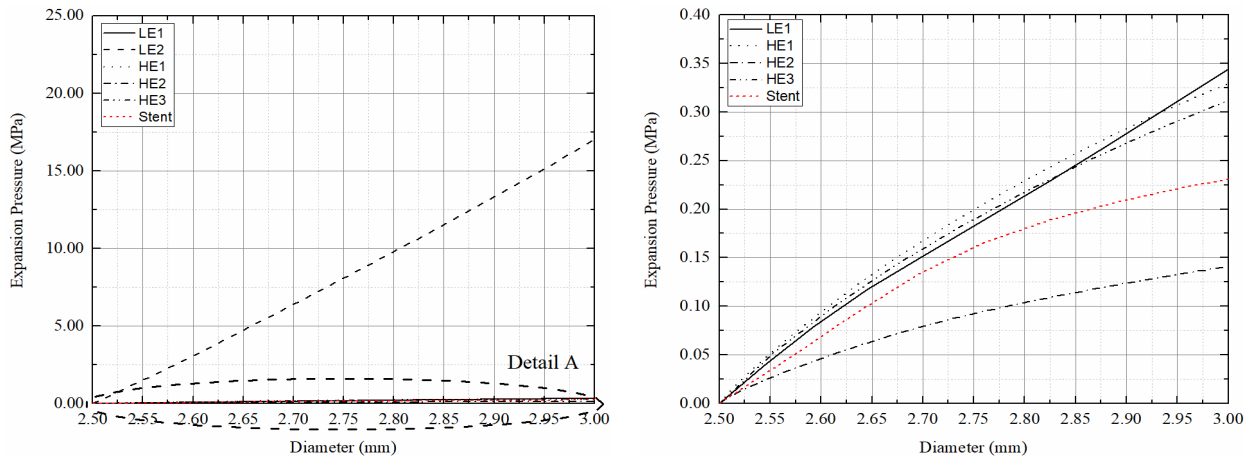 25.00
20.00
15.00
10.00
5.00
0.00
Expansion Pressure (MPa)
LE1
LE2
HE1
HE2
HE3
Stent
Detail A
2.50 2.55 2.60 2.65 2.70 2.75 2.80 2.85 2.90 2.95 3.00
Diameter (mm)
0.40
0.35
0.30
0.25
0.20
0.15
0.10
0.05
0.00
Expansion Pressure (MPa)
LE1
HE1
HE2
HE3
Stent
2.50 2.55 2.60 2.65 2.70 2.75 2.80 2.85 2.90 2.95 3.00
Diameter (mm)